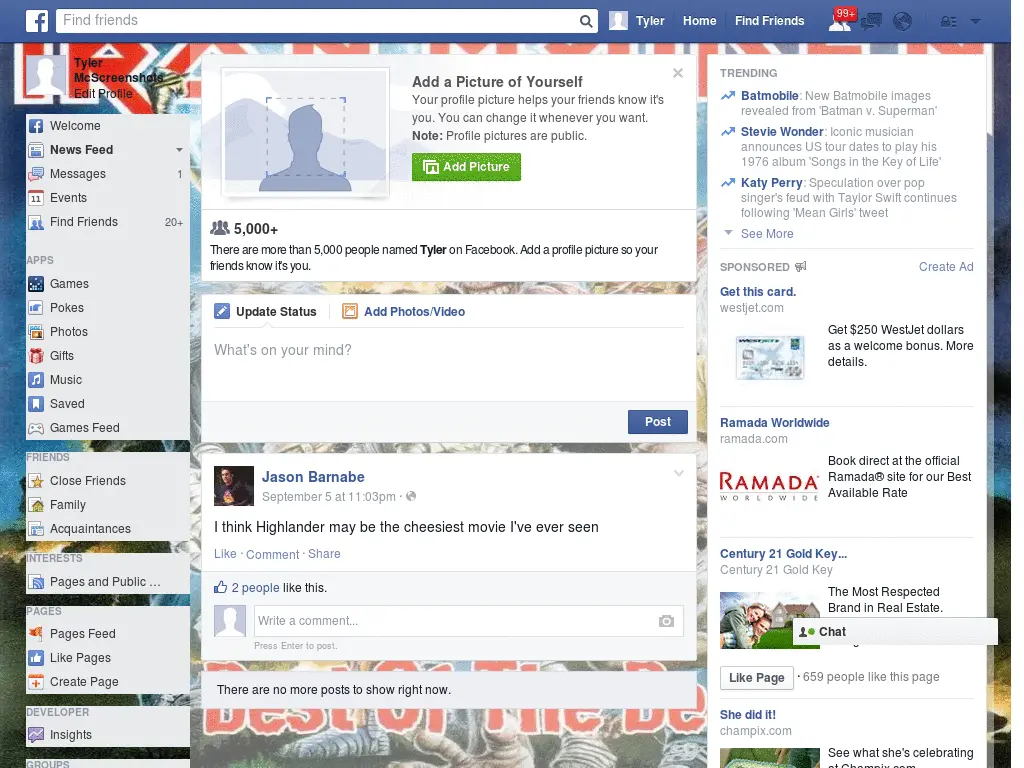 Find friends
Tyler
Home
Find Friends
99+
Tyler
McScreenshots
Edit Profile
Welcome
News Feed
Messages
1
11
Events
Find Friends
20+
APPS
Games
Pokes
Photos
Gifts
Music
Saved
Games Feed
FRIENDS
Close Friends
Family
Acquaintances
INTERESTS
Pages and Public ...
PAGES
Pages Feed
Like Pages
Create Page
DEVELOPER
Insights
GROUPS
Add a Picture of Yourself
Your profile picture helps your friends know it's
you. You can change it whenever you want.
Note: Profile pictures are public.
Add Picture
5,000+
There are more than 5,000 people named Tyler on Facebook. Add a profile picture so your
friends know it's you.
Update Status
Add Photos/Video
What's on your mind?
Post
Jason Barnabe
September 5 at 11:03pm ·
I think Highlander may be the cheesiest movie I've ever seen
Like · Comment · Share
2 people like this.
Write a comment...
Press Enter to post.
There are no more posts to show right now.
Best Of The Be
TRENDING
Batmobile: New Batmobile images
revealed from 'Batman v. Superman'
Stevie Wonder: Iconic musician
announces US tour dates to play his
1976 album 'Songs in the Key of Life'
Katy Perry: Speculation over pop
singer's feud with Taylor Swift continues
following 'Mean Girls' tweet
See More
SPONSORED
Create Ad
Get this card.
westjet.com
Get $250 WestJet dollars
as a welcome bonus. More
details.
Ramada Worldwide
ramada.com
RAMADA
WORLDWIDE
Book direct at the official
Ramada® site for our Best
Available Rate
Century 21 Gold Key...
Century 21 Gold Key
The Most Respected
Brand in Real Estate.
Chat
Like Page
· 659 people like this page
She did it!
champix.com
See what she's celebrating
at Champix.com